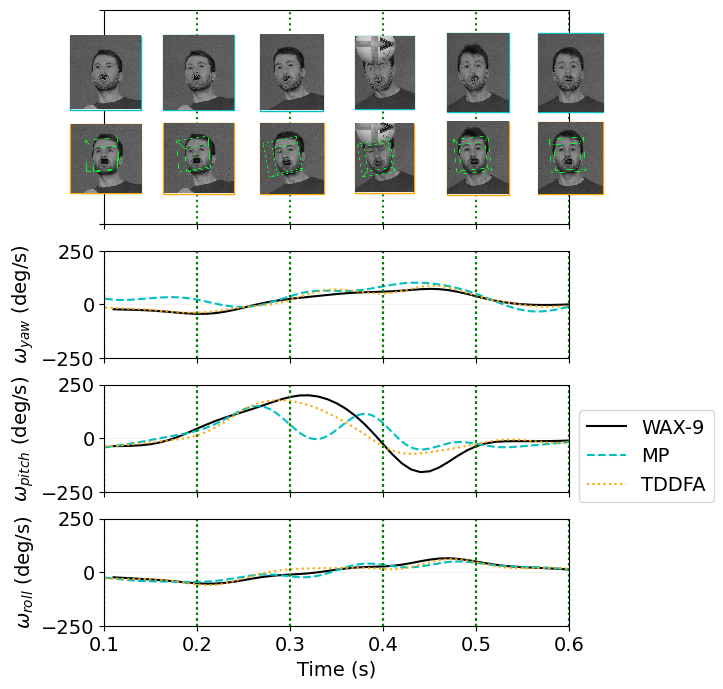 250
0
−250
ω_yaw (deg/s)
250
0
−250
ω_pitch (deg/s)
WAX-9
MP
TDDFA
250
0
−250
ω_roll (deg/s)
0.1 0.2 0.3 0.4 0.5 0.6
Time (s)